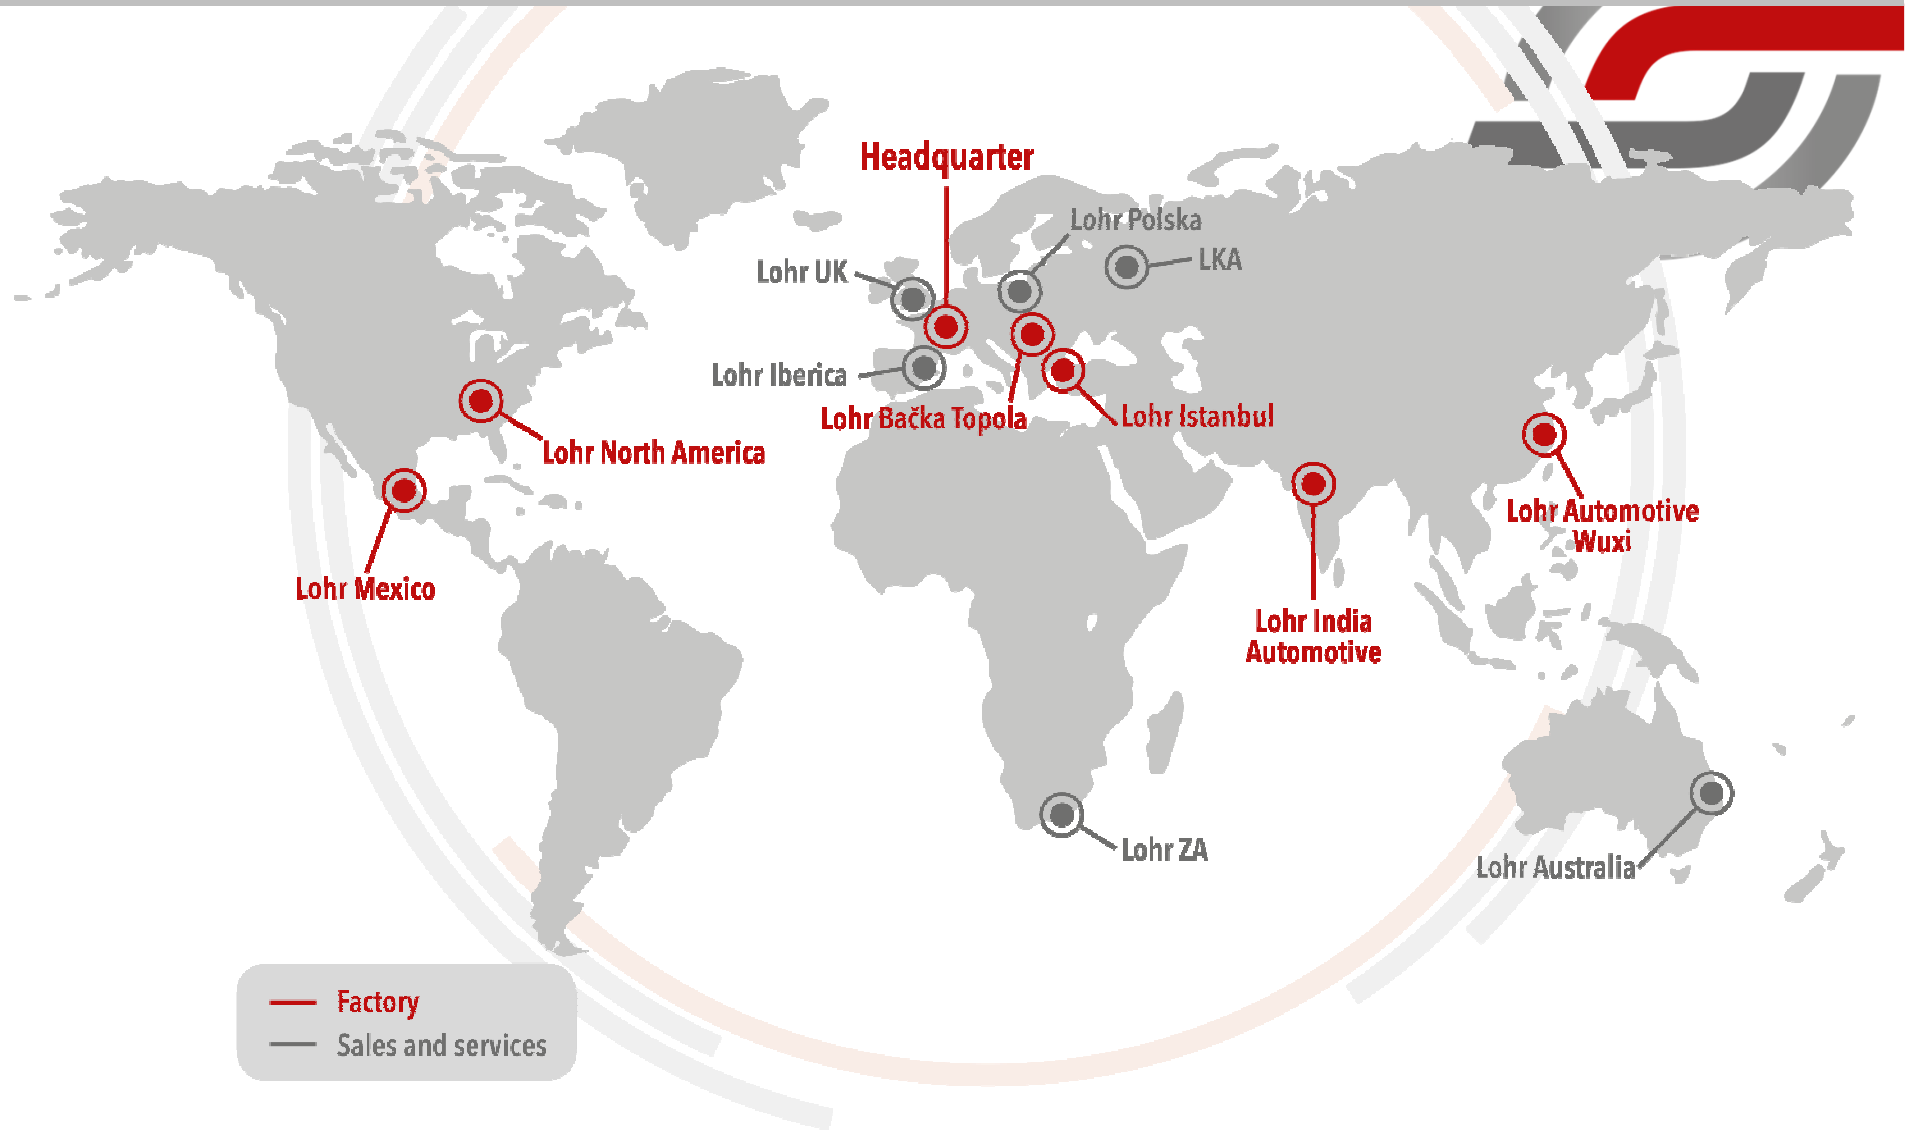 Headquarter
Lohr Polska
LKA
Lohr UK
Lohr Iberica
Lohr Bačka Topola
Lohr Istanbul
Lohr North America
Lohr Mexico
Lohr Automotive
Wuxi
Lohr India
Automotive
Lohr ZA
Lohr Australia
Factory
Sales and services